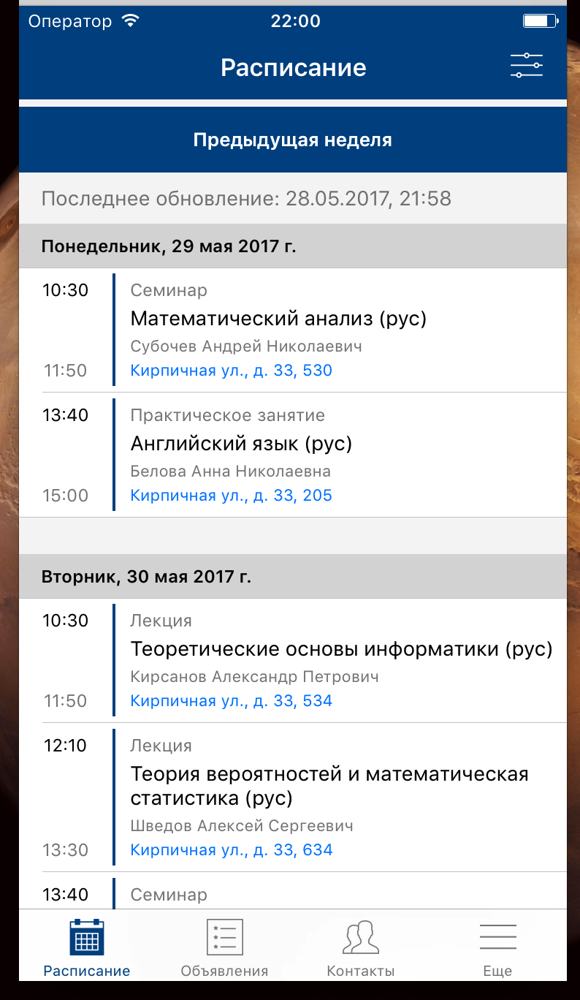 Оператор 22:00
Расписание
Предыдущая неделя
Последнее обновление: 28.05.2017, 21:58
Понедельник, 29 мая 2017 г.
10:30 Семинар
Математический анализ (рус)
Субочев Андрей Николаевич
11:50 Кирпичная ул., д. 33, 530
13:40 Практическое занятие
Английский язык (рус)
Белова Анна Николаевна
15:00 Кирпичная ул., д. 33, 205
Вторник, 30 мая 2017 г.
10:30 Лекция
Теоретические основы информатики (рус)
Кирсанов Александр Петрович
11:50 Кирпичная ул., д. 33, 534
12:10 Лекция
Теория вероятностей и математическая
статистика (рус)
Шведов Алексей Сергеевич
13:30 Кирпичная ул., д. 33, 634
13:40 Семинар
Расписание Объявления Контакты Еще